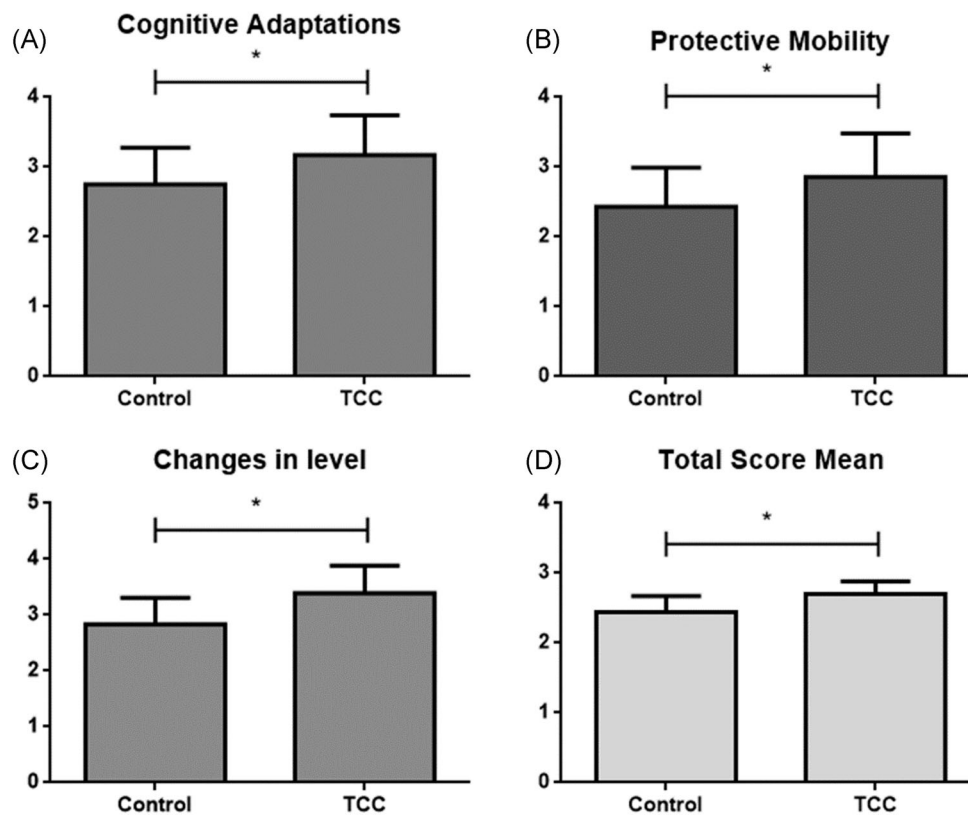 (A)
Cognitive Adaptations
*
4
3
2
1
0
Control TCC
(B)
Protective Mobility
*
4
3
2
1
0
Control TCC
(C)
Changes in level
*
5
4
3
2
1
0
Control TCC
(D)
Total Score Mean
*
4
3
2
1
0
Control TCC